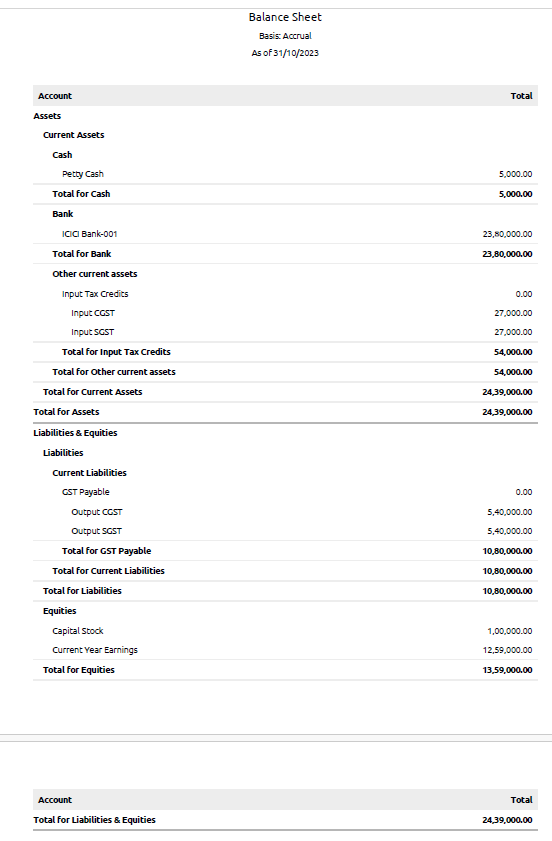 Balance Sheet
Basis: Accrual
As of 31/10/2023
Account Total
Assets
Current Assets
Cash
Petty Cash 5,000.00
Total for Cash 5,000.00
Bank
ICICI Bank-001 23,80,000.00
Total for Bank 23,80,000.00
Other current assets
Input Tax Credits 0.00
Input CGST 27,000.00
Input SGST 27,000.00
Total for Input Tax Credits 54,000.00
Total for Other current assets 54,000.00
Total for Current Assets 24,39,000.00
Total for Assets 24,39,000.00
Liabilities & Equities
Liabilities
Current Liabilities
GST Payable 0.00
Output CGST 5,40,000.00
Output SGST 5,40,000.00
Total for GST Payable 10,80,000.00
Total for Current Liabilities 10,80,000.00
Total for Liabilities 10,80,000.00
Equities
Capital Stock 1,00,000.00
Current Year Earnings 12,59,000.00
Total for Equities 13,59,000.00
Account Total
Total for Liabilities & Equities 24,39,000.00